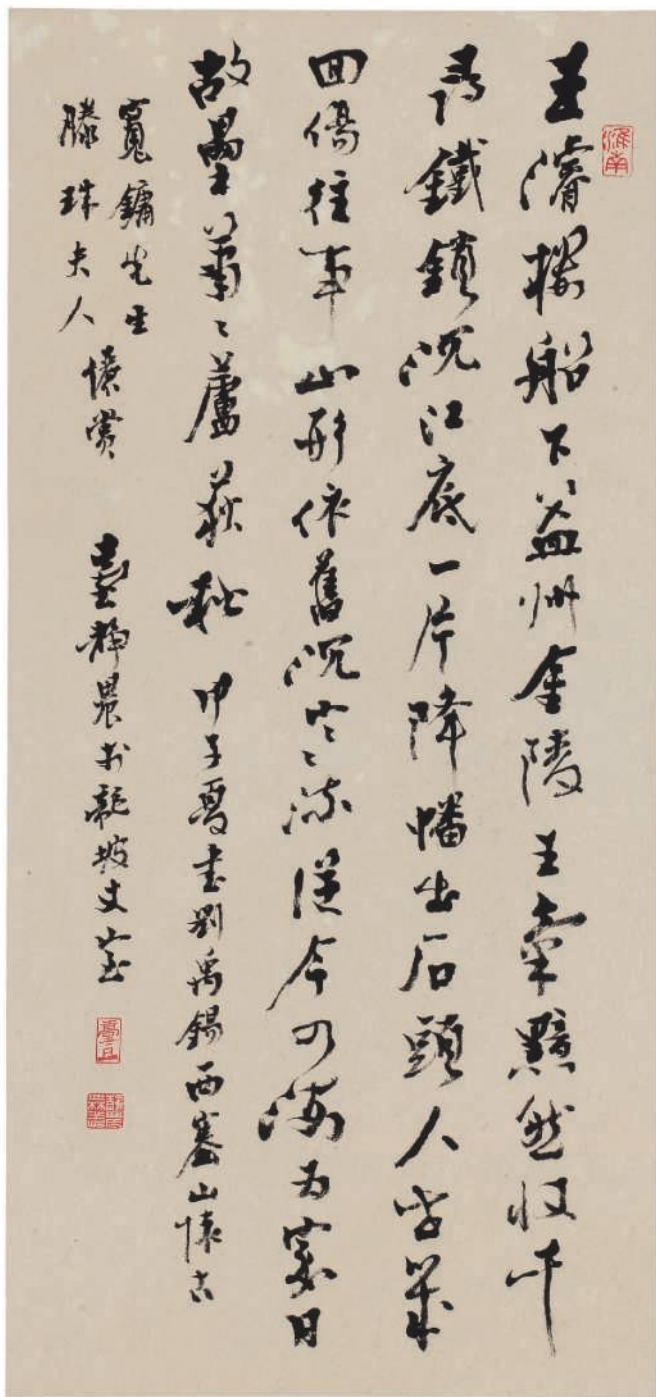 淮南
王濬樓船下益州金陵王氣黯然收千
尋鐵鎖沉江底一片降幡出石頭人世幾
回傷往事山形依舊枕寒流從今四海為家日
故壘蕭〻蘆荻秋 甲子夏書劉禹錫西塞山懷古
寬鏞先生
滕珠夫人 儷賞
臺靜農於龍坡丈室